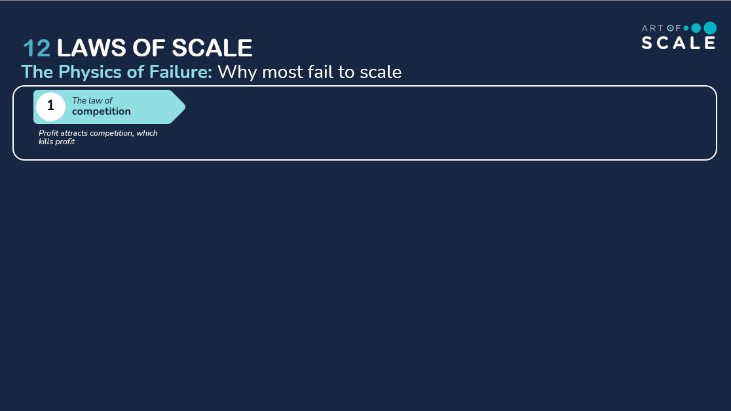 12 LAWS OF SCALE
ART OF
SCALE
The Physics of Failure: Why most fail to scale
1
The law of
competition
Profit attracts competition, which
kills profit